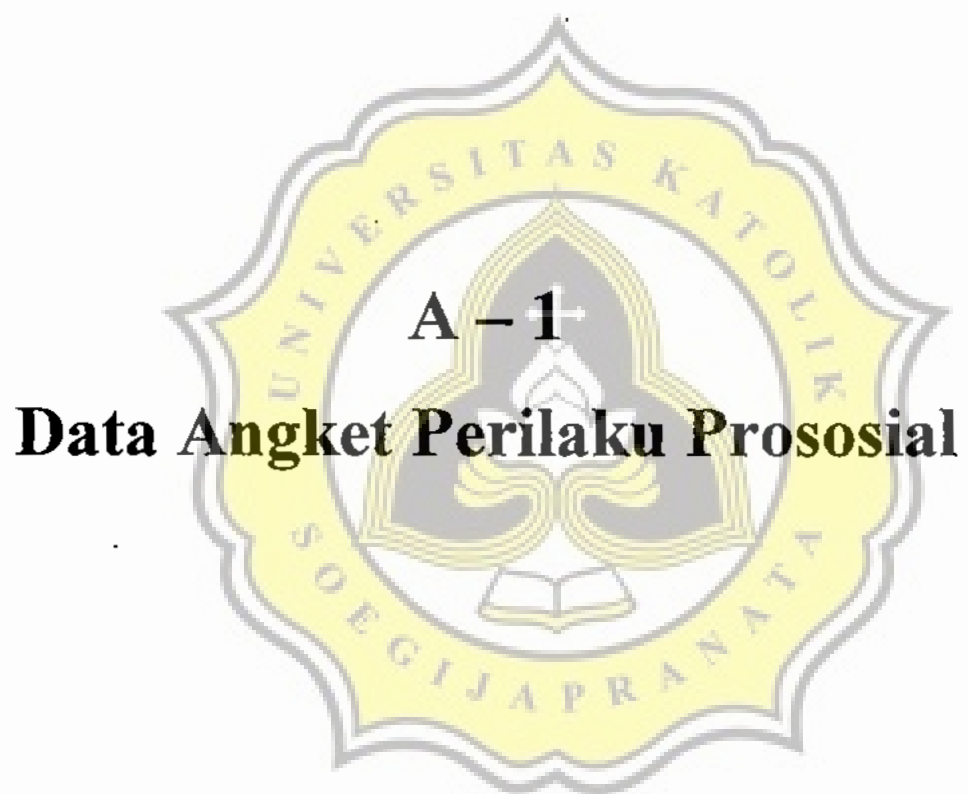 UNIVERSITAS KATOLIK
A – 1
Data Angket Perilaku Prososial
SOEGIJAPRANATA